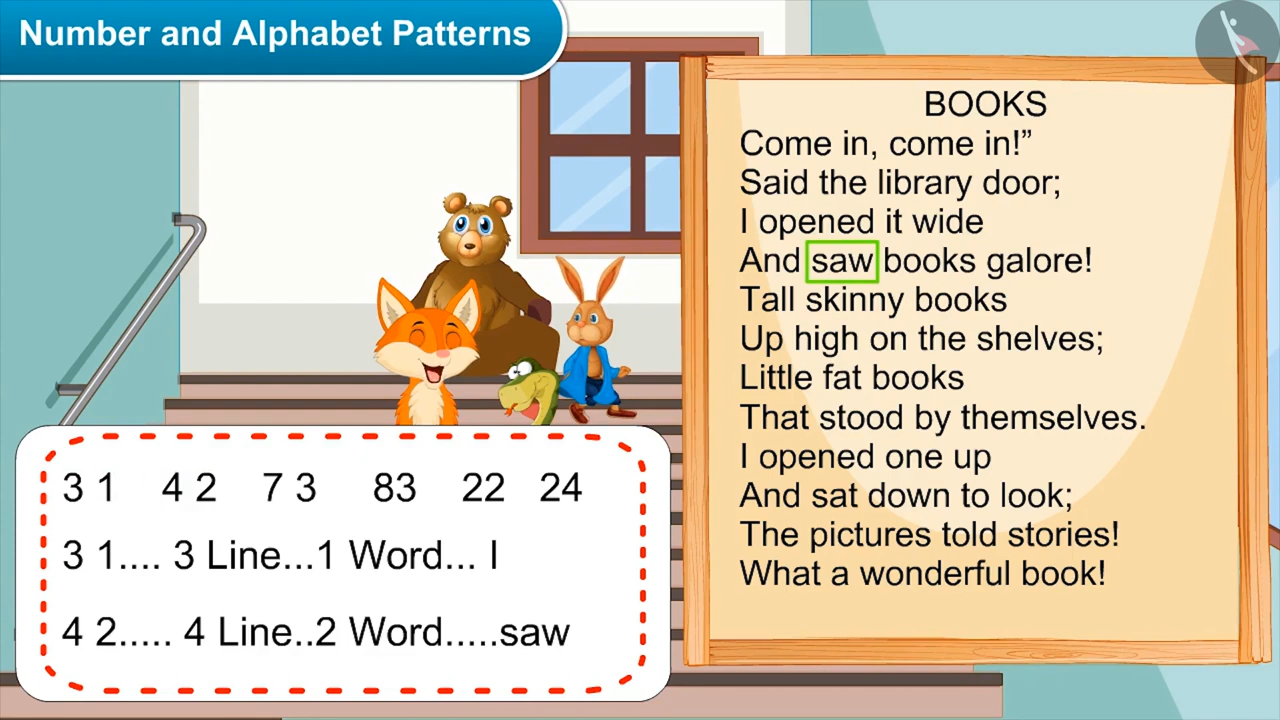 Number and Alphabet Patterns
BOOKS
Come in, come in!”
Said the library door;
I opened it wide
And saw books galore!
Tall skinny books
Up high on the shelves;
Little fat books
That stood by themselves.
I opened one up
And sat down to look;
The pictures told stories!
What a wonderful book!
3 1 4 2 7 3 83 22 24
3 1.... 3 Line...1 Word... I
4 2..... 4 Line..2 Word.....saw